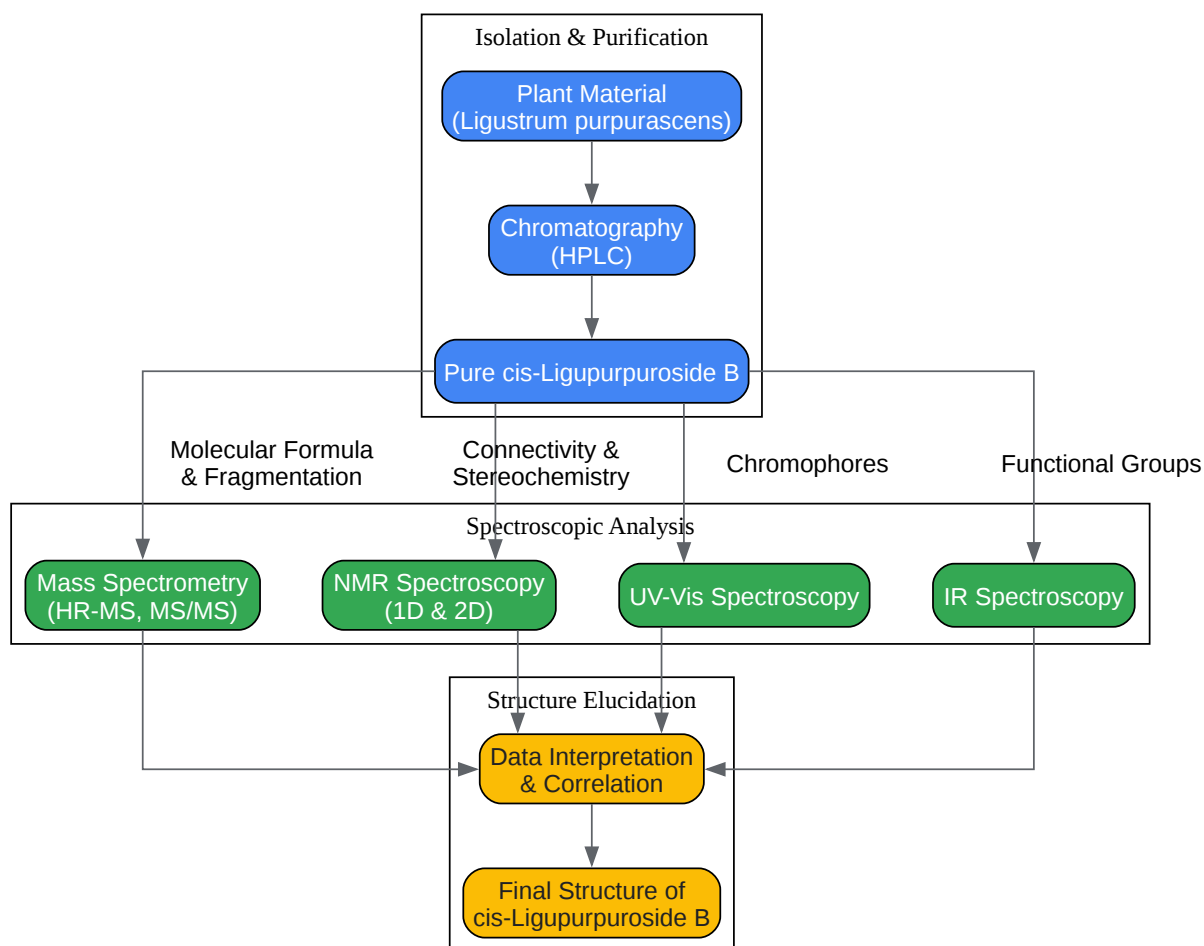 Isolation & Purification
Plant Material
(Ligustrum purpurascens)
Chromatography
(HPLC)
Pure cis-Ligupurpuroside B
Molecular Formula
& Fragmentation
Connectivity &
Stereochemistry
Chromophores
Functional Groups
Spectroscopic Analysis
Mass Spectrometry
(HR-MS, MS/MS)
NMR Spectroscopy
(1D & 2D)
UV-Vis Spectroscopy
IR Spectroscopy
Structure Elucidation
Data Interpretation
& Correlation
Final Structure of
cis-Ligupurpuroside B